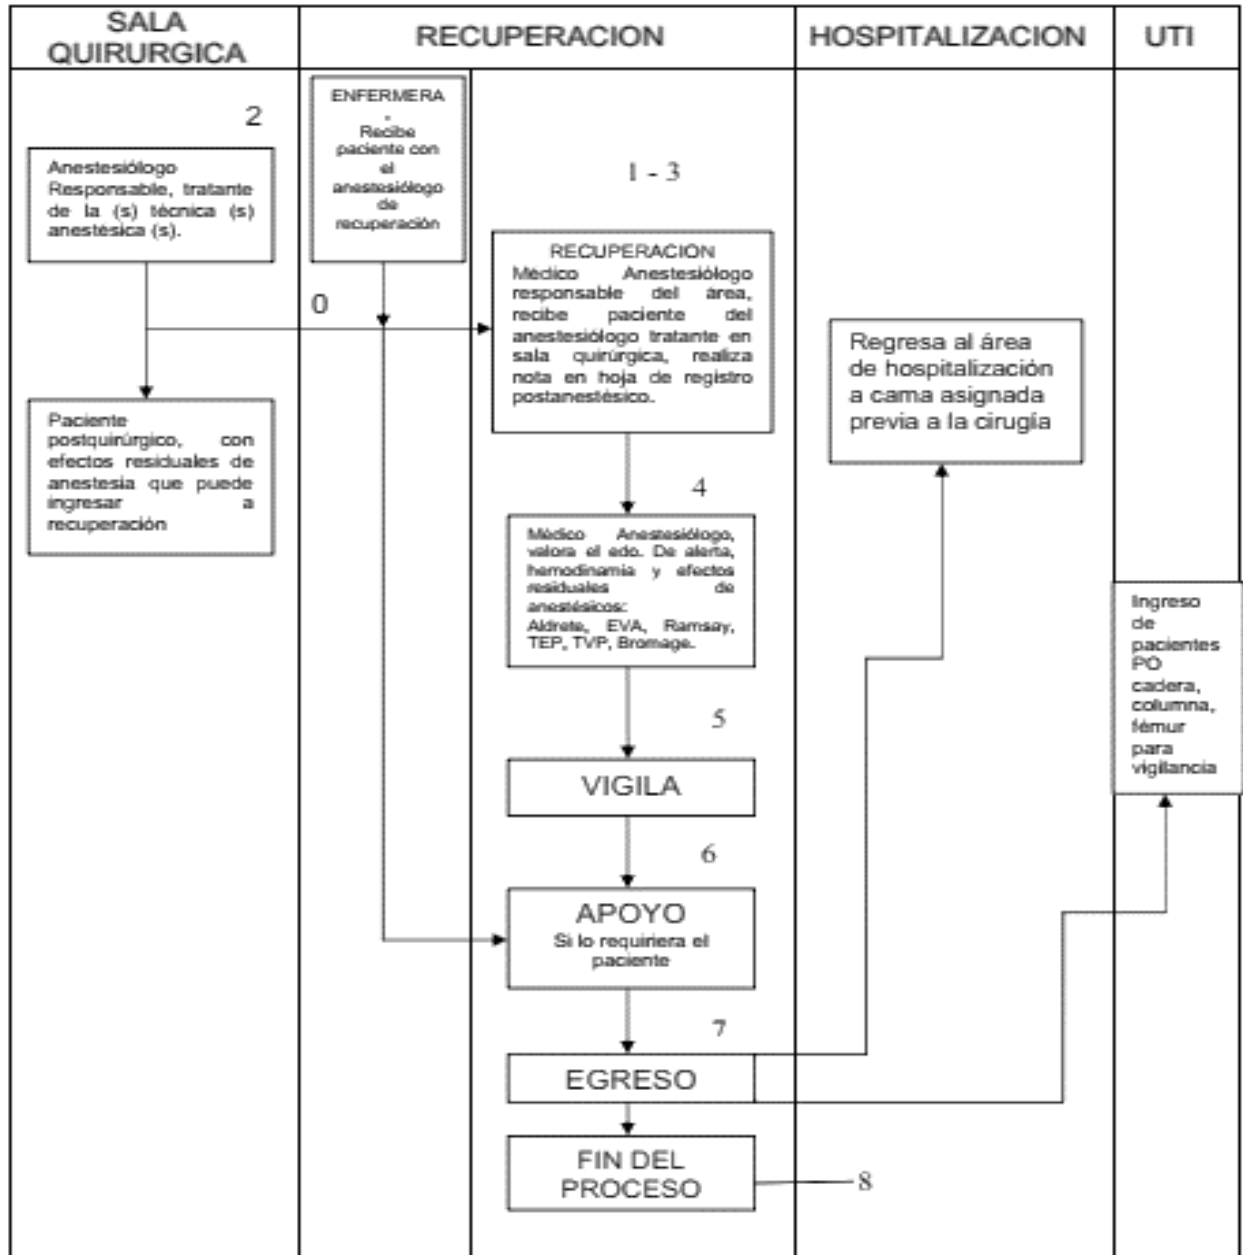 SALA
QUIRURGICA
RECUPERACION
HOSPITALIZACION
UTI
2
Anestesiólogo
Responsable, tratante
de la (s) técnica (s)
anestésica (s).
Paciente
postquirúrgico, con
efectos residuales de
anestesia que puede
ingresar a
recuperación
ENFERMERA
.
Recibe
paciente con
el
anestesiólogo
de
recuperación
0
1 - 3
RECUPERACION
Médico Anestesiólogo
responsable del área,
recibe paciente del
anestesiólogo tratante en
sala quirúrgica, realiza
nota en hoja de registro
postanestésico.
4
Médico Anestesiólogo,
valora el edo. De alerta,
hemodinamia y efectos
residuales de
anestésicos:
Aldrete, EVA, Ramsay,
TEP, TVP, Bromage.
5
VIGILA
6
APOYO
Si lo requiriera el
paciente
7
EGRESO
FIN DEL
PROCESO
8
Regresa al área
de hospitalización
a cama asignada
previa a la cirugía
Ingreso
de
pacientes
PO
cadera,
columna,
fémur
para
vigilancia